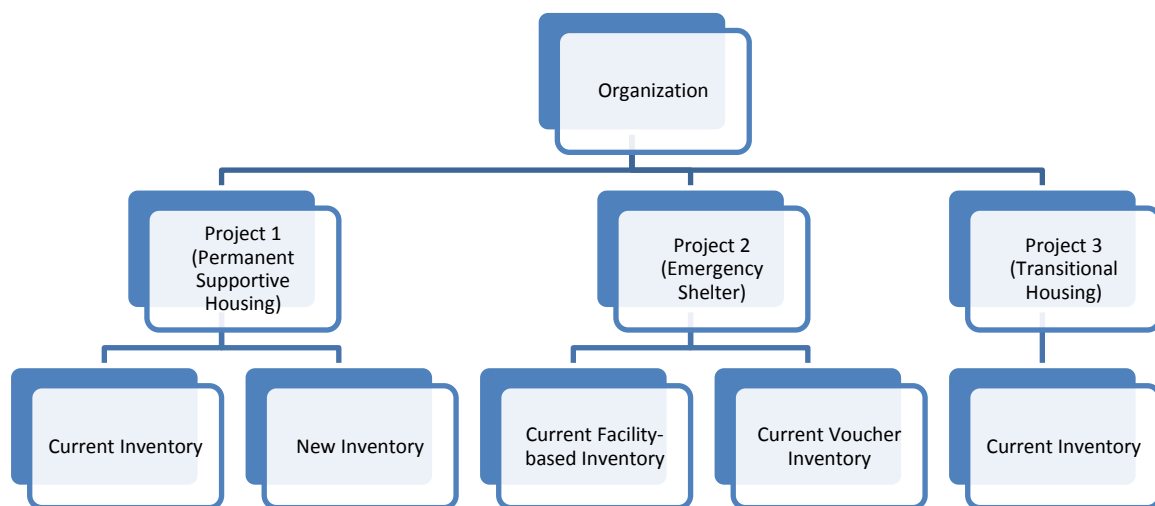 Organization
Project 1
(Permanent
Supportive
Housing)
Project 2
(Emergency
Shelter)
Project 3
(Transitional
Housing)
Current Inventory
New Inventory
Current Facility-
based Inventory
Current Voucher
Inventory
Current Inventory